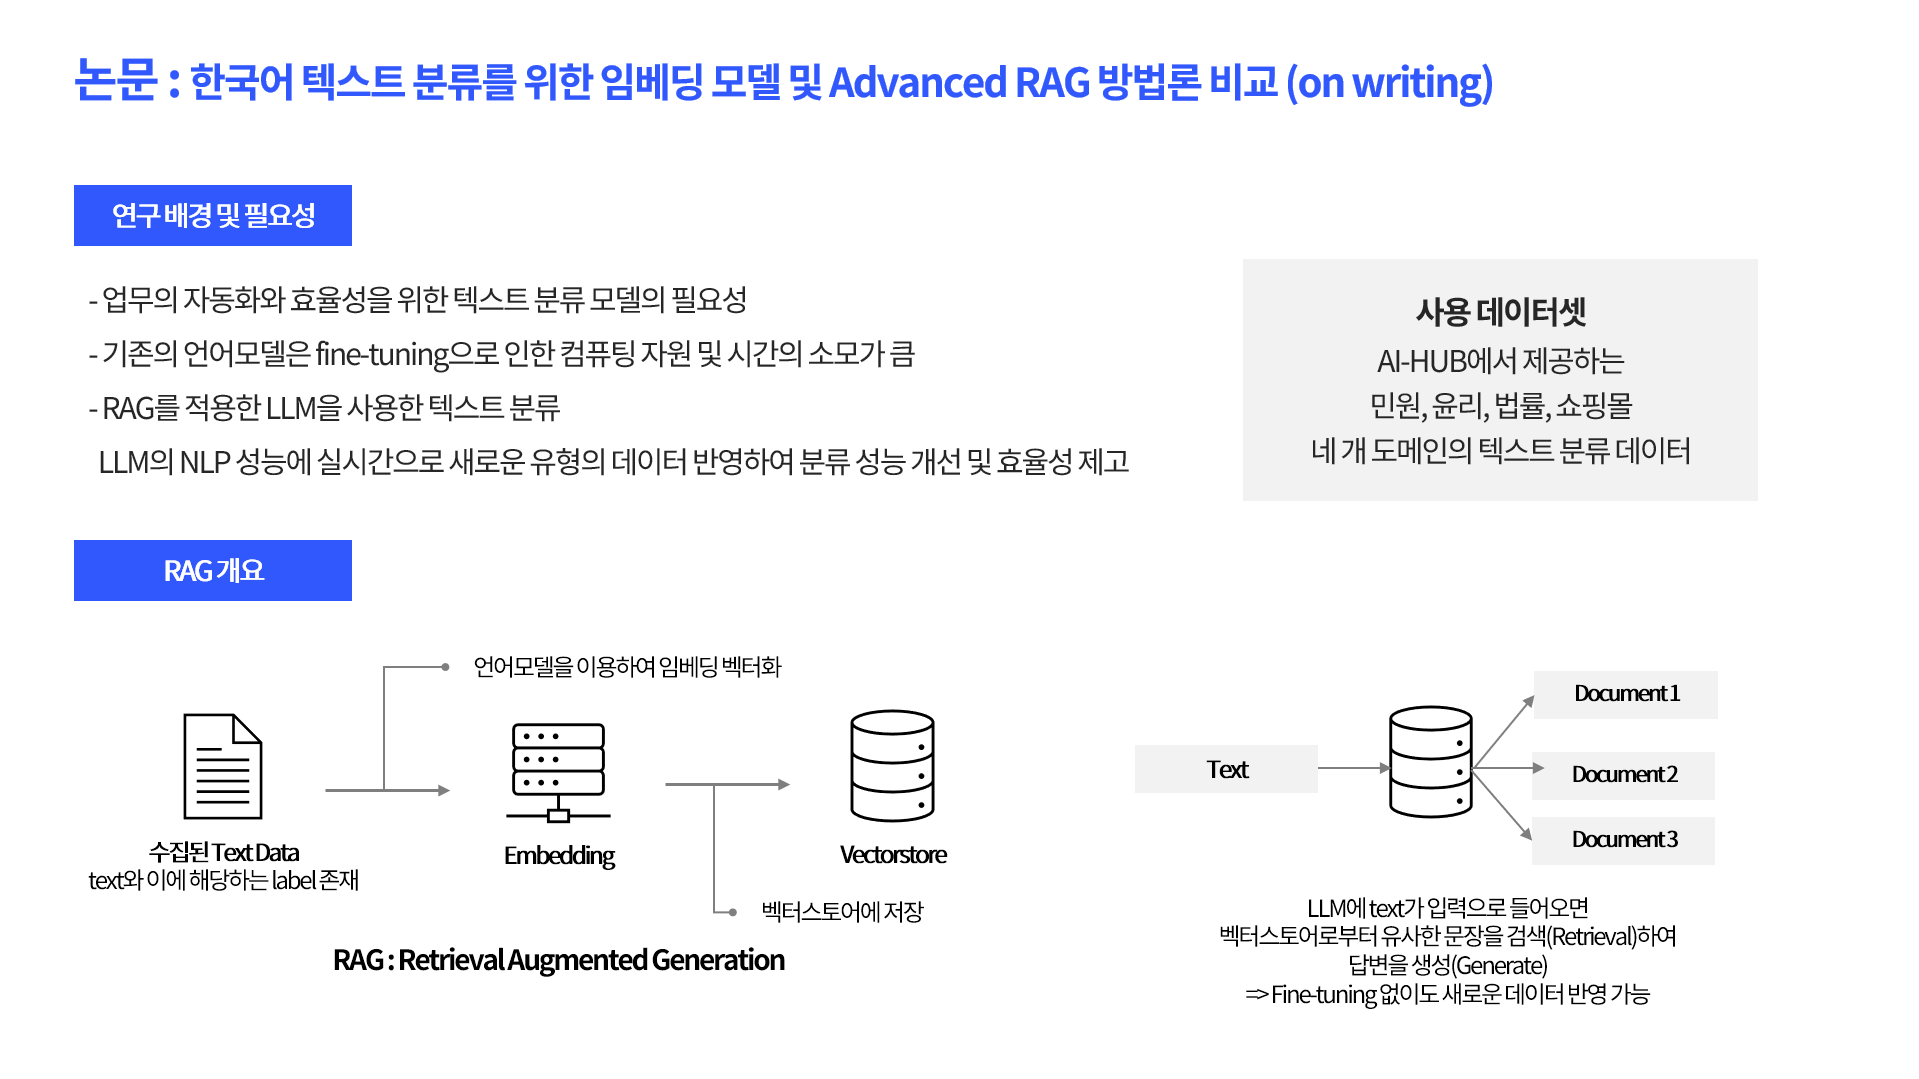 논문 : 한국어 텍스트 분류를 위한 임베딩 모델 및 Advanced RAG 방법론 비교 (on writing)
연구 배경 및 필요성
- 업무의 자동화와 효율성을 위한 텍스트 분류 모델의 필요성
- 기존의 언어모델은 fine-tuning으로 인한 컴퓨팅 자원 및 시간의 소모가 큼
- RAG를 적용한 LLM을 사용한 텍스트 분류
LLM의 NLP 성능에 실시간으로 새로운 유형의 데이터 반영하여 분류 성능 개선 및 효율성 제고
사용 데이터셋
AI-HUB에서 제공하는
민원, 윤리, 법률, 쇼핑몰
네 개 도메인의 텍스트 분류 데이터
RAG 개요
언어모델을 이용하여 임베딩 벡터화
수집된 Text Data
text와 이에 해당하는 label 존재
Embedding
Vectorstore
벡터스토어에 저장
RAG : Retrieval Augmented Generation
Text
Document 1
Document 2
Document 3
LLM에 text가 입력으로 들어오면
벡터스토어로부터 유사한 문장을 검색(Retrieval)하여
답변을 생성(Generate)
=> Fine-tuning 없이도 새로운 데이터 반영 가능